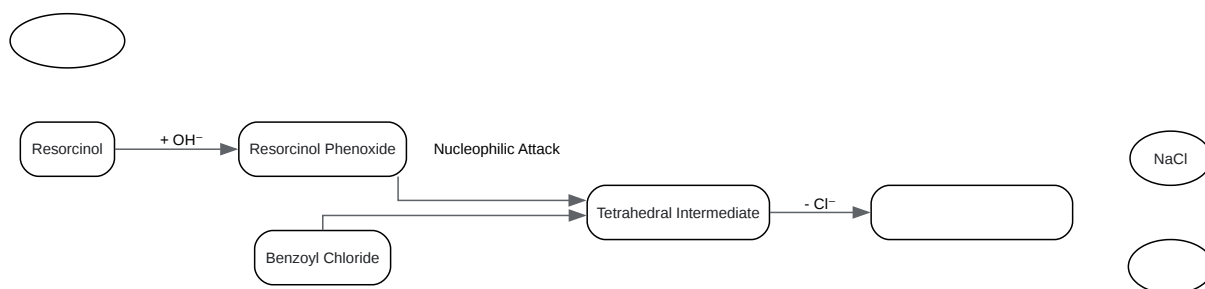 + OH⁻
Resorcinol
Resorcinol Phenoxide
Nucleophilic Attack
NaCl
Tetrahedral Intermediate
- Cl⁻
Benzoyl Chloride